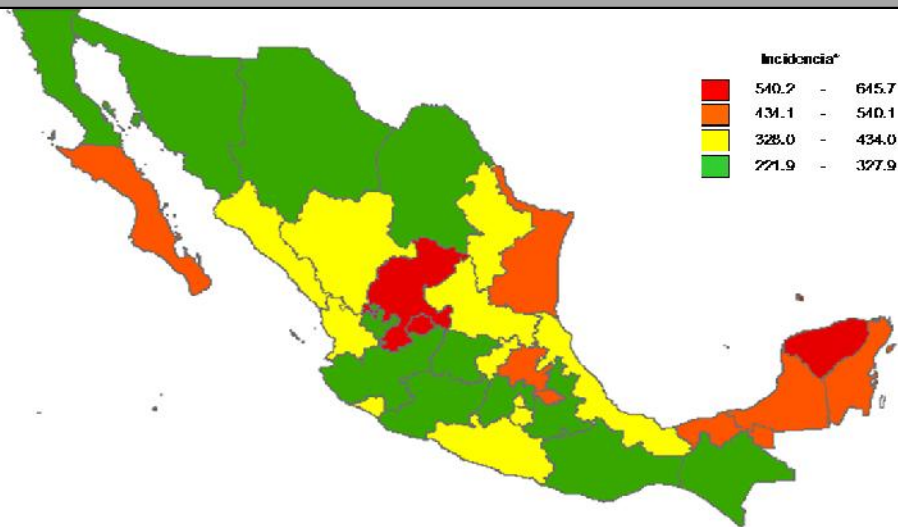 Incidencia*
540.2 - 645.7
434.1 - 540.1
328.0 - 434.0
221.9 - 327.9